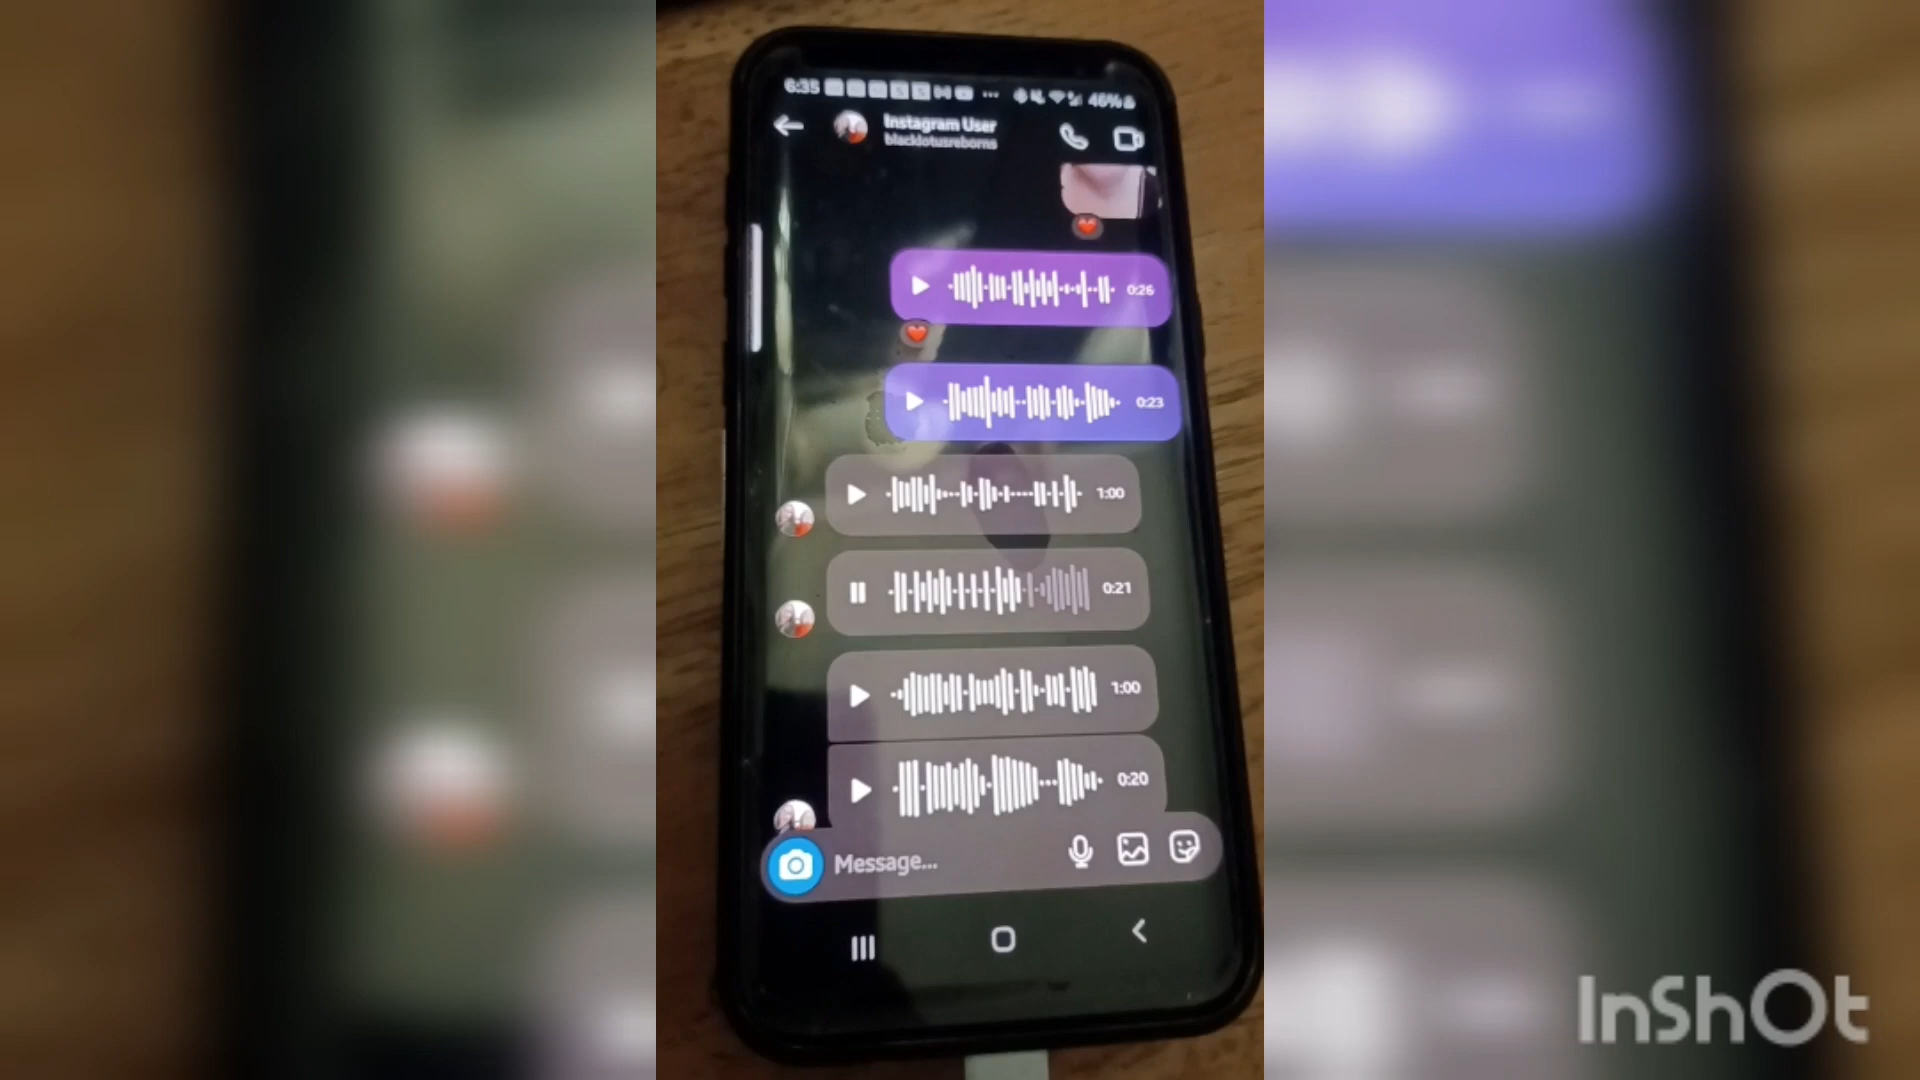 6:35 46%
Instagram User
blacklotusreborns
0:26
0:23
1:00
0:21
1:00
0:20
Message...
InShOt